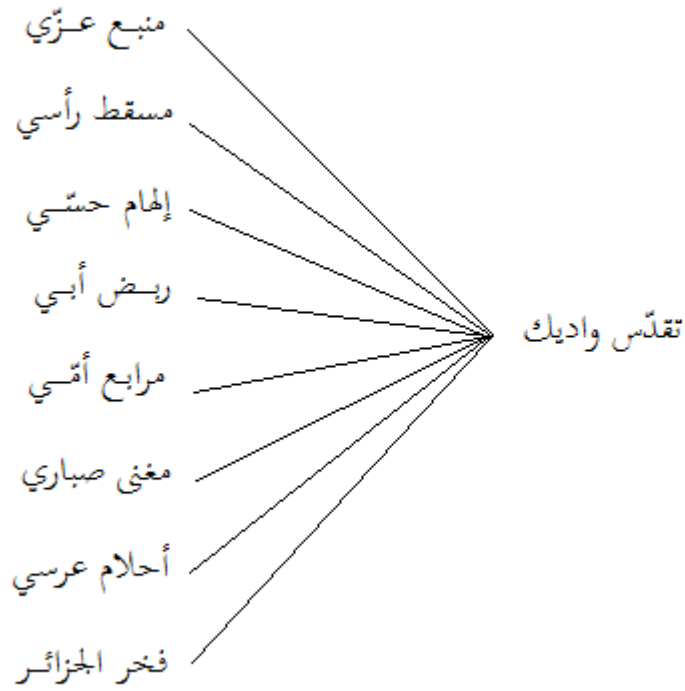 منبـع عـزّي
مسقط رأسي
إلهام حسّـي
ربـض أبـي
تقدّس واديك
مرابع أمّـي
مغنى صباري
أحلام عرسي
فخر الجزائـر